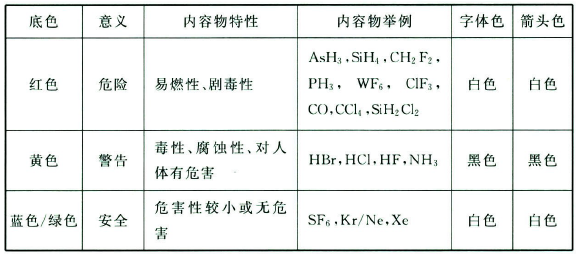 底色 意义 内容物特性 内容物举例 字体色 箭头色
红色 危险 易燃性、剧毒性 AsH₃,SiH₄,CH₂F₂,
PH₃, WF₆, ClF₃,
CO,CCl₄,SiH₂Cl₂ 白色 白色
黄色 警告 毒性、腐蚀性、对人
体有危害 HBr,HCl,HF,NH₃ 黑色 黑色
蓝色/绿色 安全 危害性较小或无危
害 SF₆,Kr/Ne,Xe 白色 白色